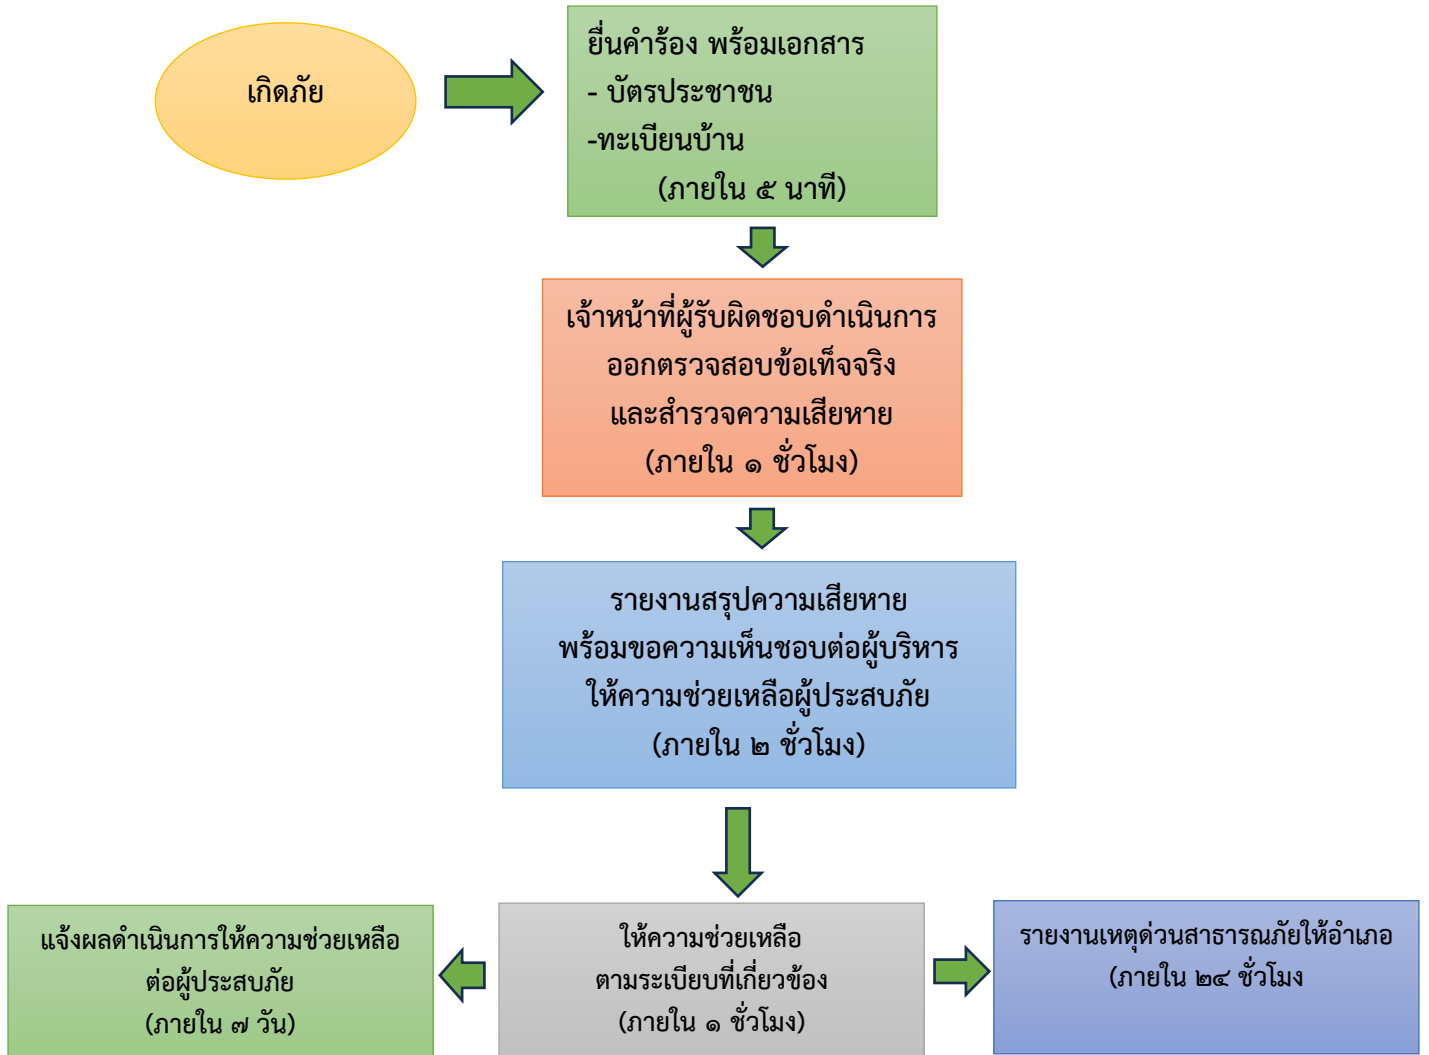 เกิดภัย
ยื่นคำร้อง พร้อมเอกสาร
- บัตรประชาชน
-ทะเบียนบ้าน
(ภายใน ๕ นาที)
เจ้าหน้าที่ผู้รับผิดชอบดำเนินการ
ออกตรวจสอบข้อเท็จจริง
และสำรวจความเสียหาย
(ภายใน ๑ ชั่วโมง)
รายงานสรุปความเสียหาย
พร้อมขอความเห็นชอบต่อผู้บริหาร
ให้ความช่วยเหลือผู้ประสบภัย
(ภายใน ๒ ชั่วโมง)
แจ้งผลดำเนินการให้ความช่วยเหลือ
ต่อผู้ประสบภัย
(ภายใน ๗ วัน)
ให้ความช่วยเหลือ
ตามระเบียบที่เกี่ยวข้อง
(ภายใน ๑ ชั่วโมง)
รายงานเหตุด่วนสาธารณภัยให้อำเภอ
(ภายใน ๒๔ ชั่วโมง